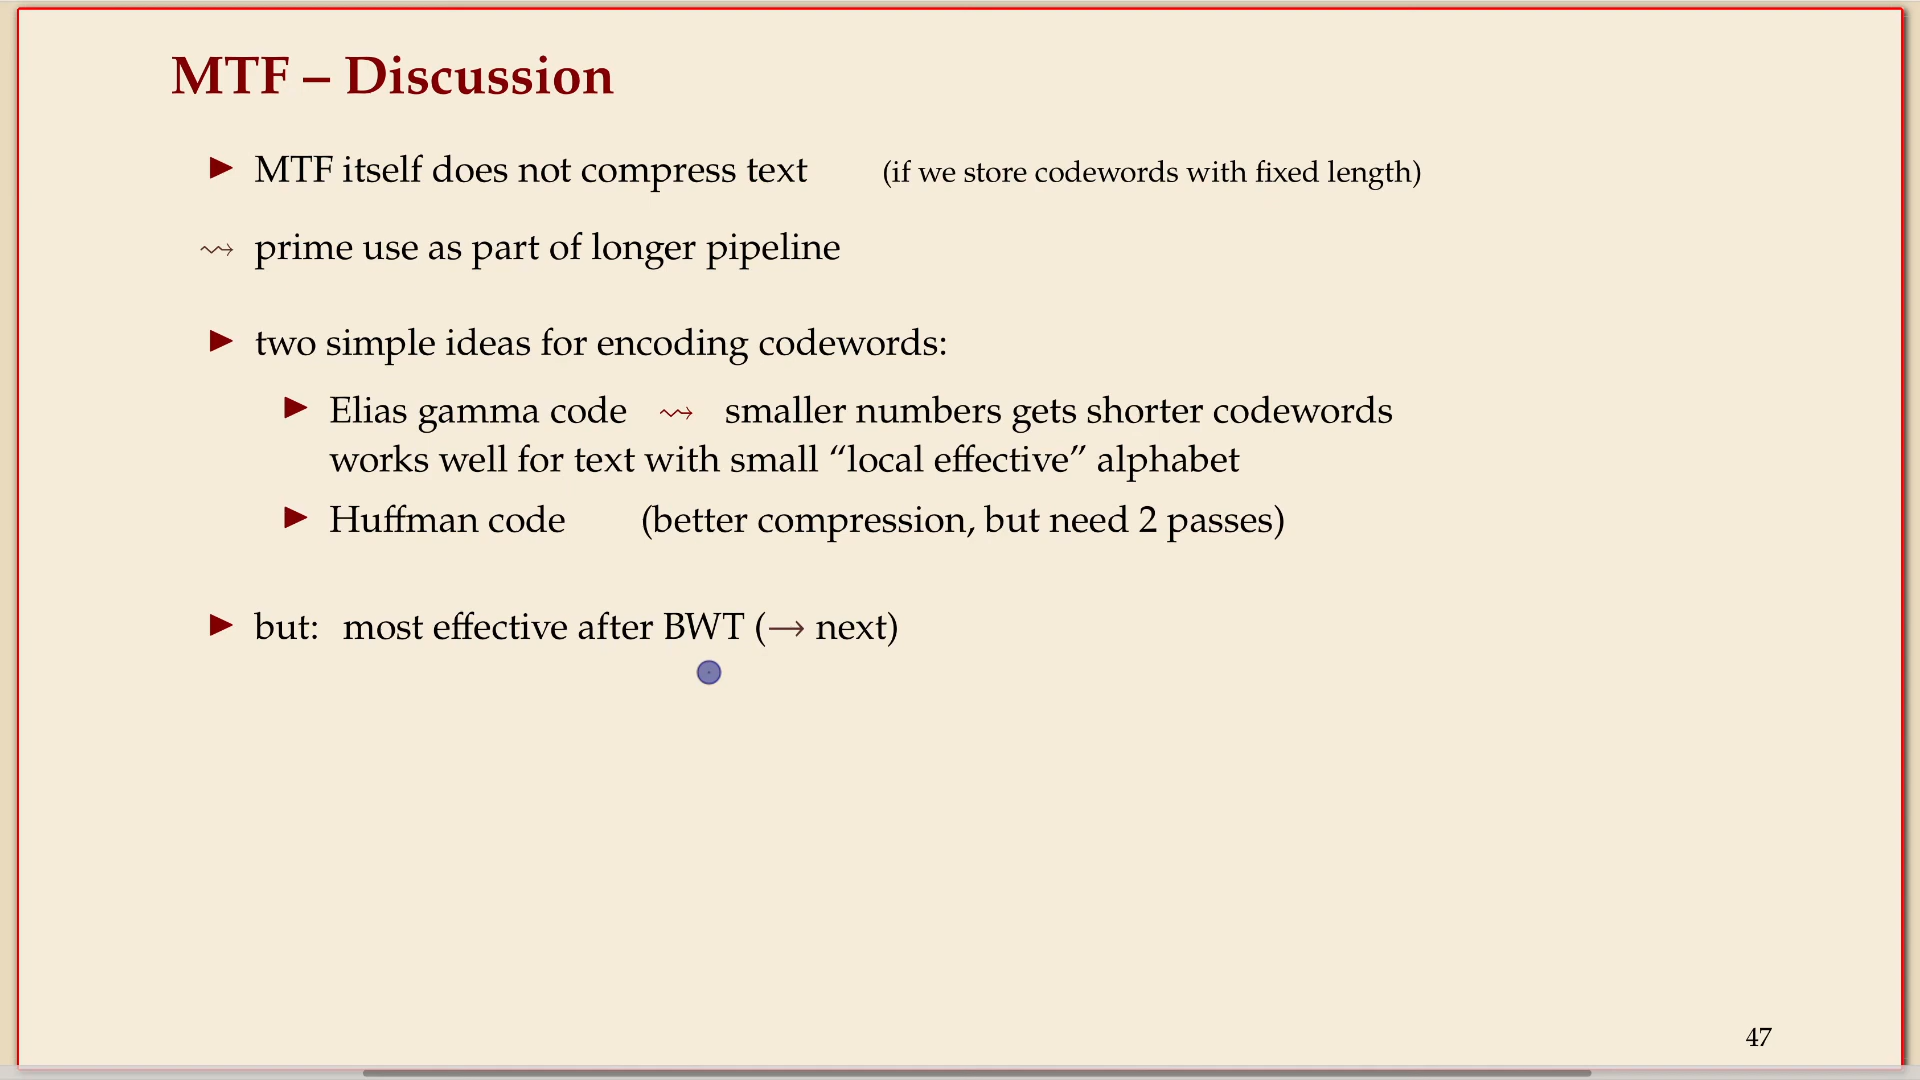 MTF – Discussion
▶ MTF itself does not compress text (if we store codewords with fixed length)
⇝ prime use as part of longer pipeline
▶ two simple ideas for encoding codewords:
▶ Elias gamma code ⇝ smaller numbers gets shorter codewords
works well for text with small “local effective” alphabet
▶ Huffman code (better compression, but need 2 passes)
▶ but: most effective after BWT (→ next)
47